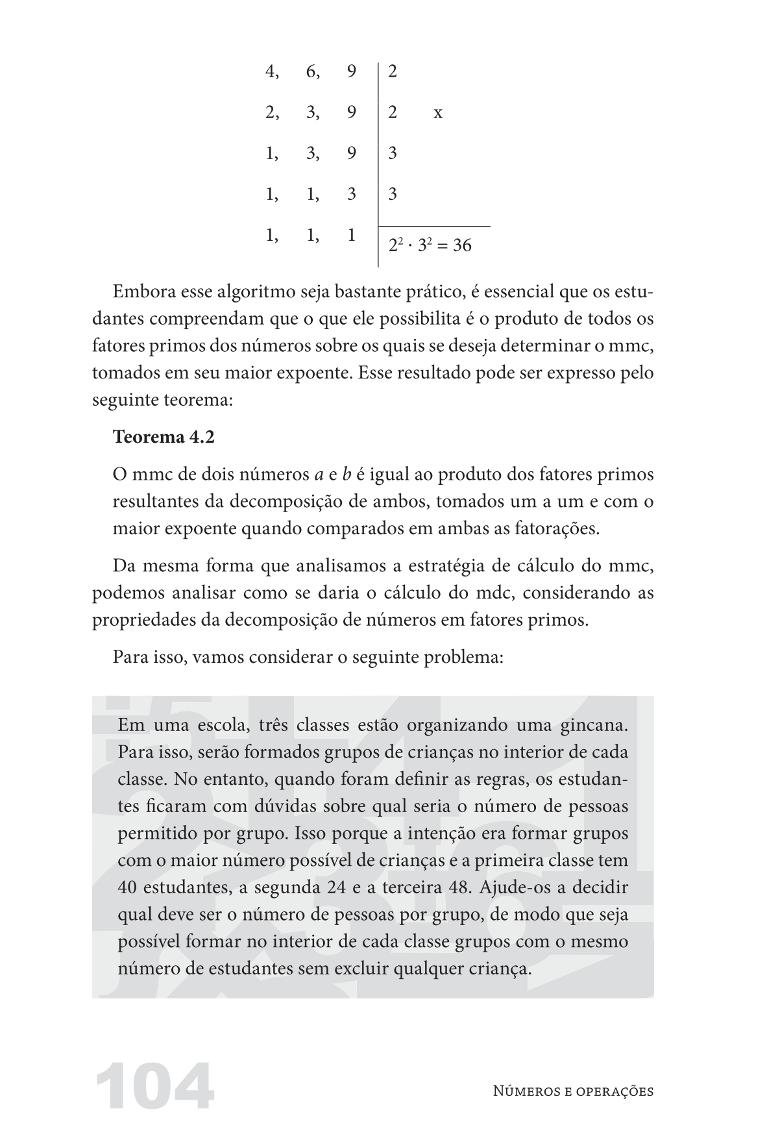 4, 6, 9 2
2, 3, 9 2 x
1, 3, 9 3
1, 1, 3 3
1, 1, 1 2² · 3² = 36
Embora esse algoritmo seja bastante prático, é essencial que os estu-
dantes compreendam que o que ele possibilita é o produto de todos os
fatores primos dos números sobre os quais se deseja determinar o mmc,
tomados em seu maior expoente. Esse resultado pode ser expresso pelo
seguinte teorema:
Teorema 4.2
O mmc de dois números a e b é igual ao produto dos fatores primos
resultantes da decomposição de ambos, tomados um a um e com o
maior expoente quando comparados em ambas as fatorações.
Da mesma forma que analisamos a estratégia de cálculo do mmc,
podemos analisar como se daria o cálculo do mdc, considerando as
propriedades da decomposição de números em fatores primos.
Para isso, vamos considerar o seguinte problema:
Em uma escola, três classes estão organizando uma gincana.
Para isso, serão formados grupos de crianças no interior de cada
classe. No entanto, quando foram definir as regras, os estudan-
tes ficaram com dúvidas sobre qual seria o número de pessoas
permitido por grupo. Isso porque a intenção era formar grupos
com o maior número possível de crianças e a primeira classe tem
40 estudantes, a segunda 24 e a terceira 48. Ajude-os a decidir
qual deve ser o número de pessoas por grupo, de modo que seja
possível formar no interior de cada classe grupos com o mesmo
número de estudantes sem excluir qualquer criança.
104
Números e operações